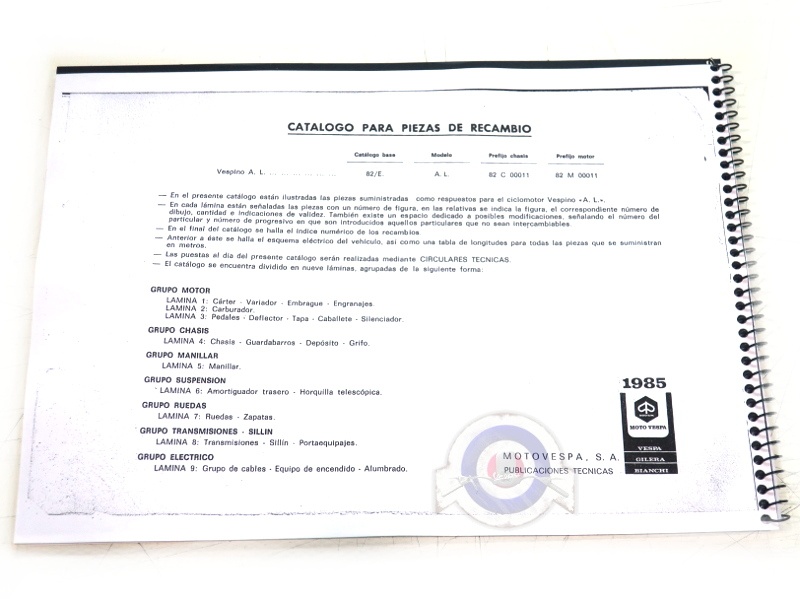 CATALOGO PARA PIEZAS DE RECAMBIO
Catálogo base Modelo Prefijo chasis Prefijo motor
Vespino A. L. ... ... ... ... ... ... 82/E. A. L. 82 C 00011 82 M 00011
— En el presente catálogo están ilustradas las piezas suministradas como respuestos para el ciclomotor Vespino «A. L.».
— En cada lámina están señaladas las piezas con un número de figura, en las relativas se indica la figura, el correspondiente número de
dibujo, cantidad e indicaciones de validez. También existe un espacio dedicado a posibles modificaciones, señalando el número del
particular y número de progresivo en que son introducidos aquellos particulares que no sean intercambiables.
— En el final del catálogo se halla el índice numérico de los recambios.
— Anterior a éste se halla el esquema eléctrico del vehículo, así como una tabla de longitudes para todas las piezas que se suministran
en metros.
— Las puestas al día del presente catálogo serán realizadas mediante CIRCULARES TECNICAS.
— El catálogo se encuentra dividido en nueve láminas, agrupadas de la siguiente forma:
GRUPO MOTOR
LAMINA 1: Cárter - Variador - Embrague - Engranajes
LAMINA 2: Carburador.
LAMINA 3: Pedales - Deflector - Tapa - Caballete - Silenciador.
GRUPO CHASIS
LAMINA 4: Chasis - Guardabarros - Depósito - Grifo.
GRUPO MANILLAR
LAMINA 5: Manillar.
GRUPO SUSPENSION
LAMINA 6: Amortiguador trasero - Horquilla telescópica.
GRUPO RUEDAS
LAMINA 7: Ruedas - Zapatas.
GRUPO TRANSMISIONES - SILLIN
LAMINA 8: Transmisiones - Sillín - Portaequipajes.
GRUPO ELECTRICO
LAMINA 9: Grupo de cables - Equipo de encendido - Alumbrado.
1985
MOTO VESPA
VESPA
GILERA
BIANCHI
MOTOVESPA, S. A.
PUBLICACIONES TECNICAS